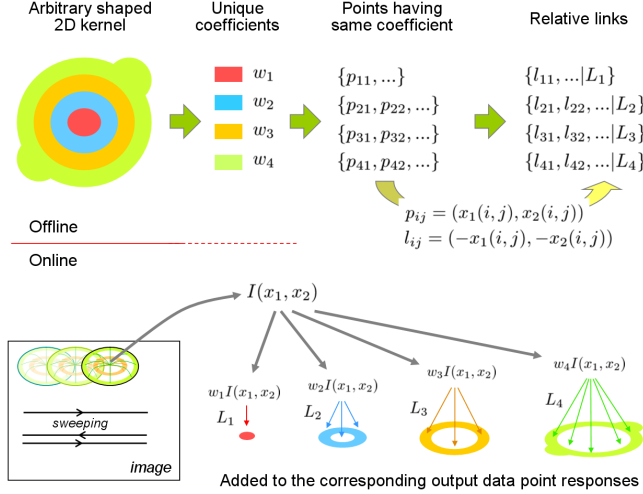 Arbitrary shaped
2D kernel
Unique
coefficients
Points having
same coefficient
Relative links
w₁
w₂
w₃
w₄
{p₁₁, ...}
{p₂₁, p₂₂, ...}
{p₃₁, p₃₂, ...}
{p₄₁, p₄₂, ...}
{l₁₁, ...|L₁}
{l₂₁, l₂₂, ...|L₂}
{l₃₁, l₃₂, ...|L₃}
{l₄₁, l₄₂, ...|L₄}
pᵢⱼ = (x₁(i, j), x₂(i, j))
lᵢⱼ = (−x₁(i, j), −x₂(i, j))
Offline
Online
I(x₁, x₂)
w₁I(x₁, x₂)
w₂I(x₁, x₂)
w₃I(x₁, x₂)
w₄I(x₁, x₂)
L₁
L₂
L₃
L₄
sweeping
image
Added to the corresponding output data point responses